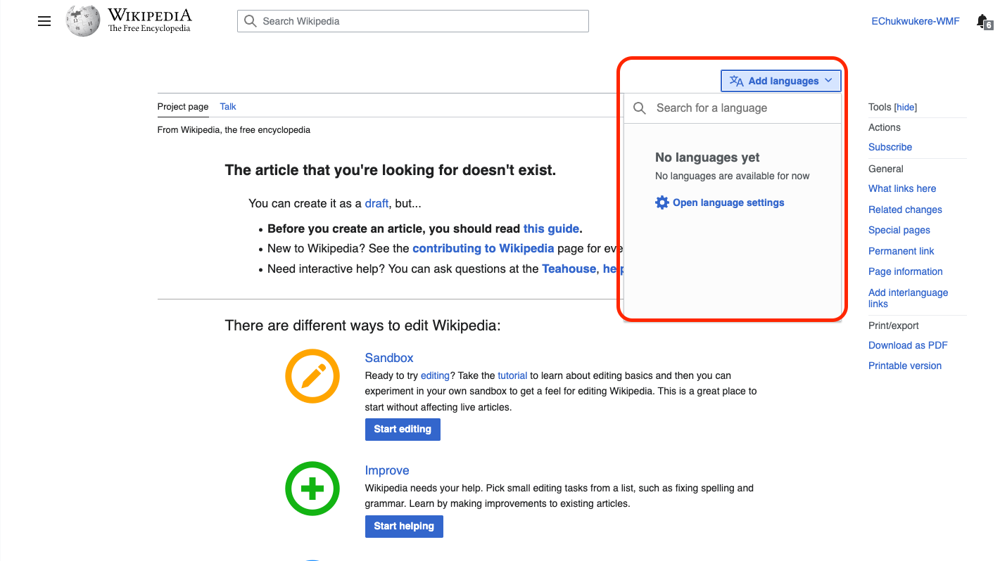 WIKIPEDIA
The Free Encyclopedia
Search Wikipedia
EChukwukere-WMF
6
Add languages
Search for a language
No languages yet
No languages are available for now
Open language settings
Project page Talk
From Wikipedia, the free encyclopedia
The article that you're looking for doesn't exist.
You can create it as a draft, but...
• Before you create an article, you should read this guide.
• New to Wikipedia? See the contributing to Wikipedia page for eve
• Need interactive help? You can ask questions at the Teahouse, help
There are different ways to edit Wikipedia:
Sandbox
Ready to try editing? Take the tutorial to learn about editing basics and then you can
experiment in your own sandbox to get a feel for editing Wikipedia. This is a great place to
start without affecting live articles.
Start editing
Improve
Wikipedia needs your help. Pick small editing tasks from a list, such as fixing spelling and
grammar. Learn by making improvements to existing articles.
Start helping
Tools [hide]
Actions
Subscribe
General
What links here
Related changes
Special pages
Permanent link
Page information
Add interlanguage
links
Print/export
Download as PDF
Printable version